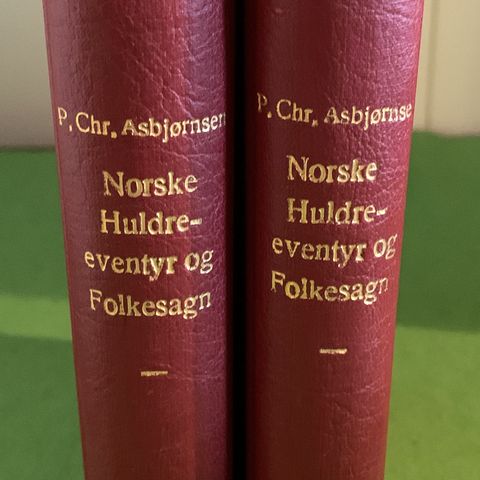 P. Chr. Asbjørnsen
Norske
Huldre-
eventyr og
Folkesagn
P. Chr. Asbjørnse
Norske
Huldre-
eventyr og
Folkesagn